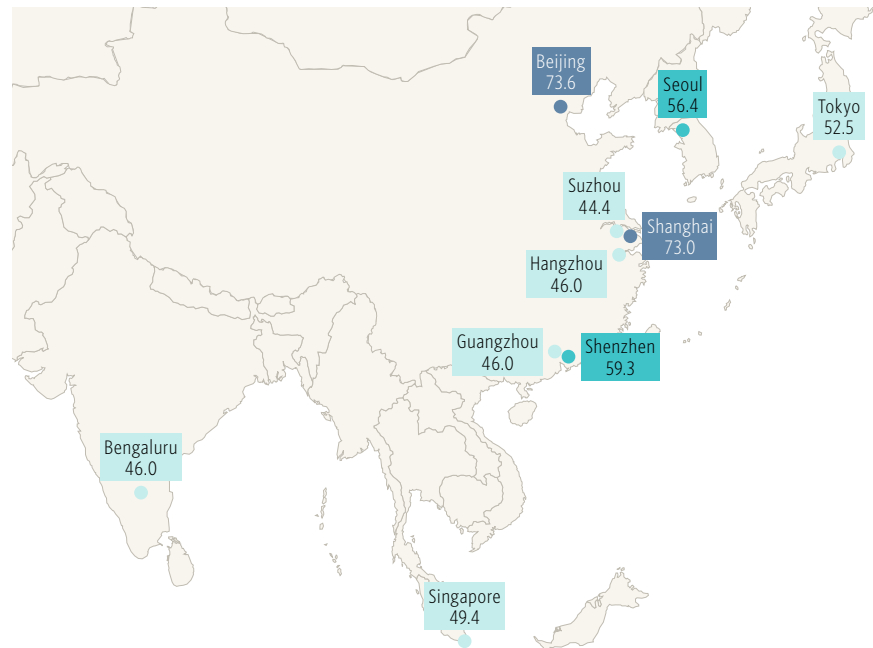 Beijing
73.6
Seoul
56.4
Tokyo
52.5
Suzhou
44.4
Shanghai
73.0
Hangzhou
46.0
Guangzhou
46.0
Shenzhen
59.3
Bengaluru
46.0
Singapore
49.4